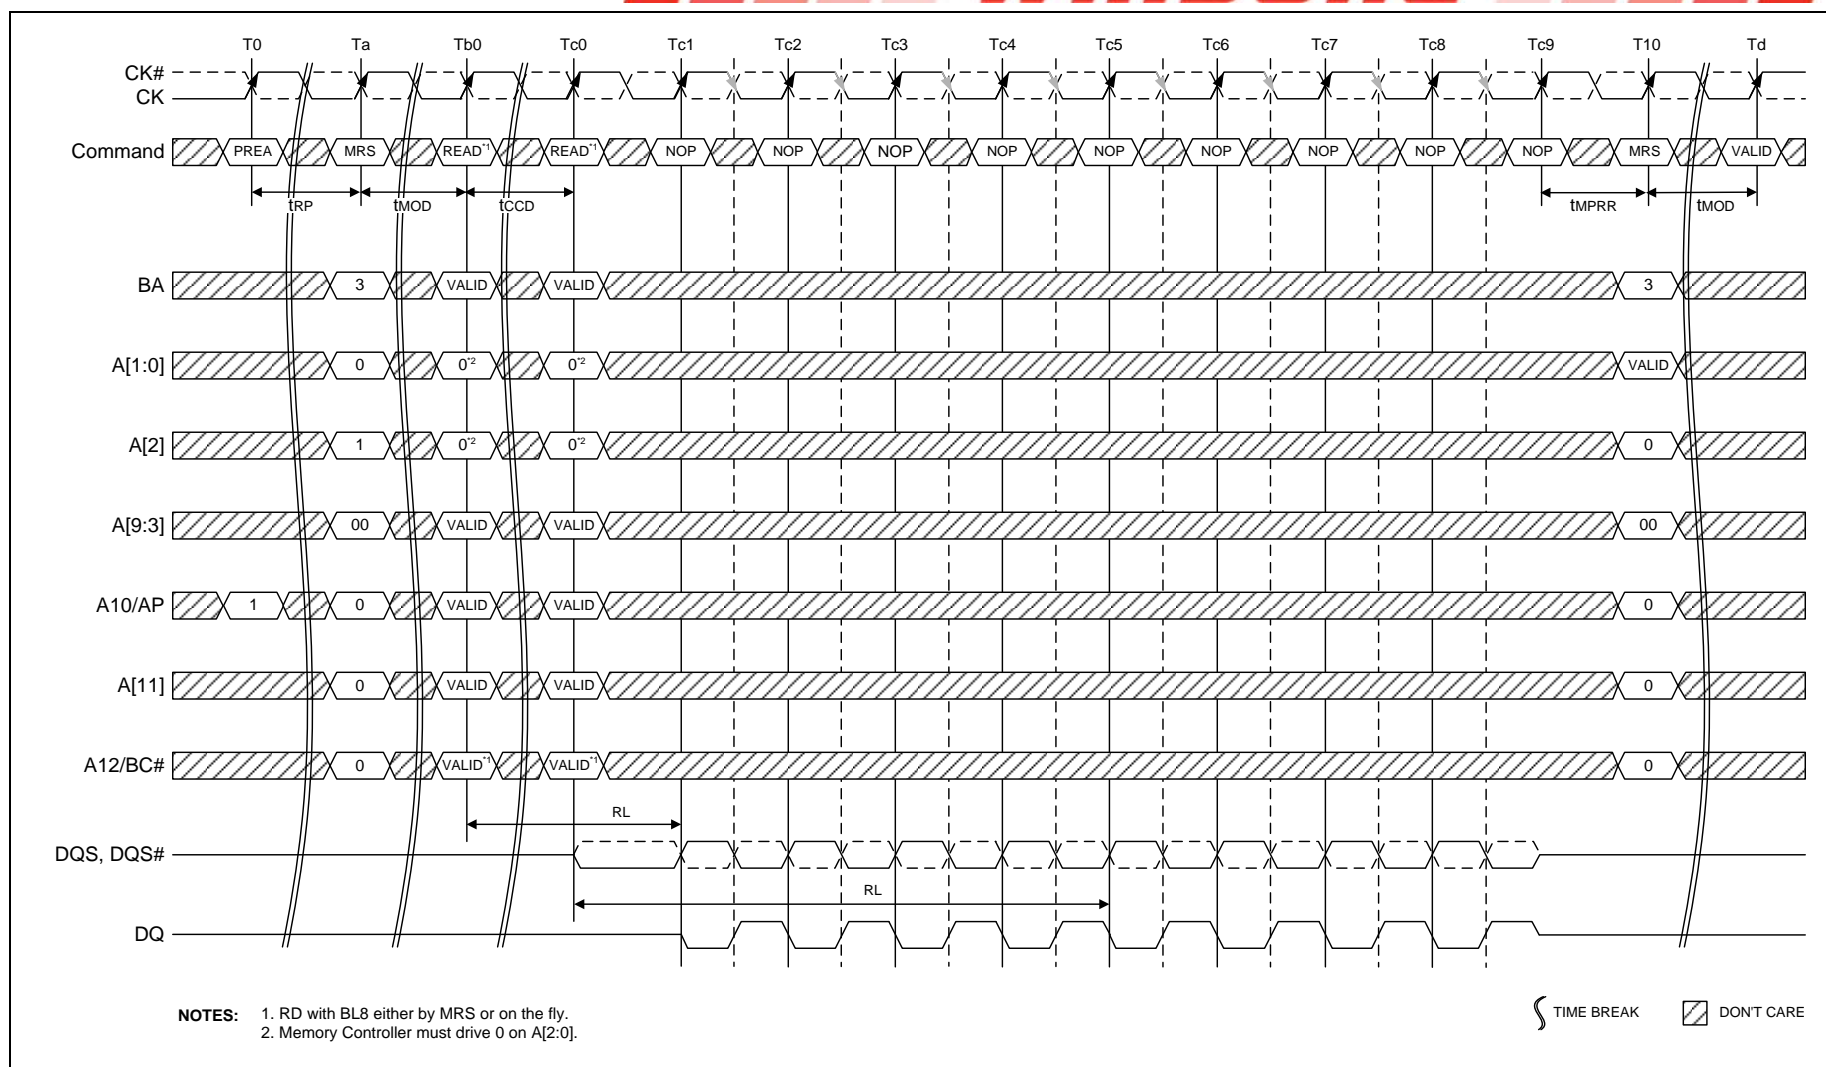 T0 Ta Tb0 Tc0 Tc1 Tc2 Tc3 Tc4 Tc5 Tc6 Tc7 Tc8 Tc9 T10 Td
CK#
CK
Command PREA MRS READ*1 READ*1 NOP NOP NOP NOP NOP NOP NOP NOP NOP MRS VALID
tRP tMOD tCCD tMPRR tMOD
BA 3 VALID VALID 3
A[1:0] 0 0*2 0*2 VALID
A[2] 1 0*2 0*2 0
A[9:3] 00 VALID VALID 00
A10/AP 1 0 VALID VALID 0
A[11] 0 VALID VALID 0
A12/BC# 0 VALID*1 VALID*1 0
RL
DQS, DQS#
RL
DQ
NOTES: 1. RD with BL8 either by MRS or on the fly.
2. Memory Controller must drive 0 on A[2:0].
TIME BREAK DON'T CARE